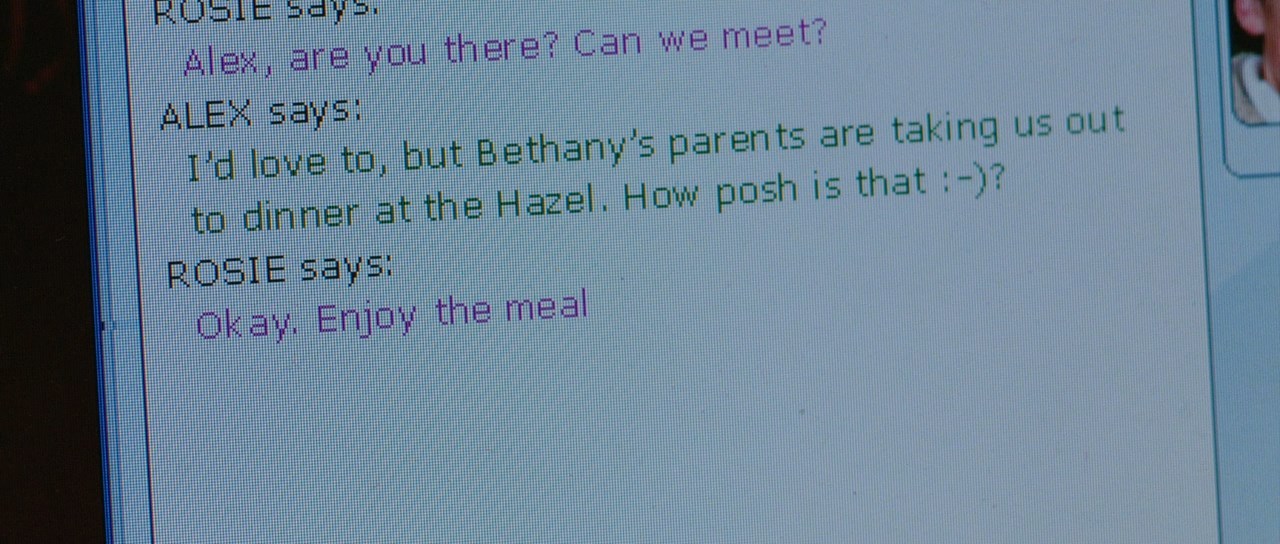 ROSIE says:
Alex, are you there? Can we meet?
ALEX says:
I'd love to, but Bethany's parents are taking us out
to dinner at the Hazel. How posh is that :-)?
ROSIE says:
Okay. Enjoy the meal